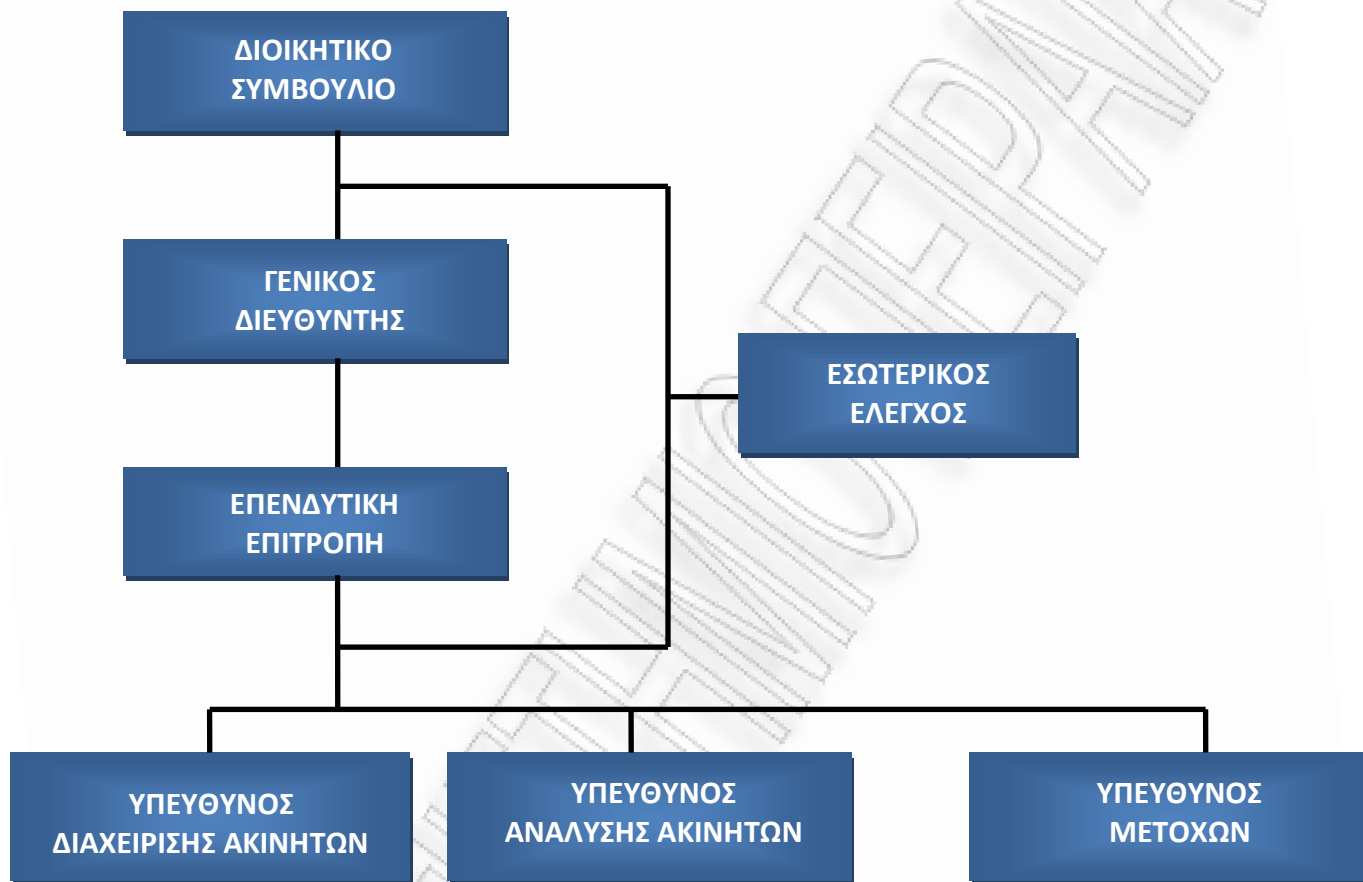 ΔΙΟΙΚΗΤΙΚΟ
ΣΥΜΒΟΥΛΙΟ
ΓΕΝΙΚΟΣ
ΔΙΕΥΘΥΝΤΗΣ
ΕΣΩΤΕΡΙΚΟΣ
ΕΛΕΓΧΟΣ
ΕΠΕΝΔΥΤΙΚΗ
ΕΠΙΤΡΟΠΗ
ΥΠΕΥΘΥΝΟΣ
ΔΙΑΧΕΙΡΙΣΗΣ ΑΚΙΝΗΤΩΝ
ΥΠΕΥΘΥΝΟΣ
ΑΝΑΛΥΣΗΣ ΑΚΙΝΗΤΩΝ
ΥΠΕΥΘΥΝΟΣ
ΜΕΤΟΧΩΝ